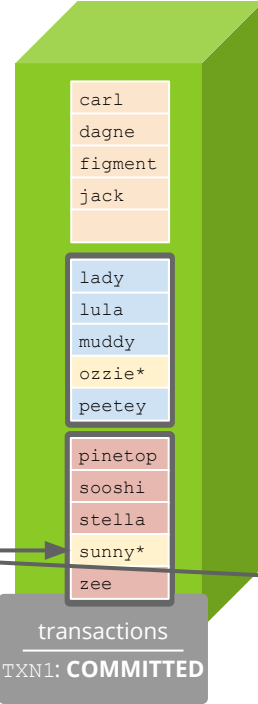 carl
dagne
figment
jack
lady
lula
muddy
ozzie*
peetey
pinetop
sooshi
stella
sunny*
zee
transactions
TXN1: COMMITTED